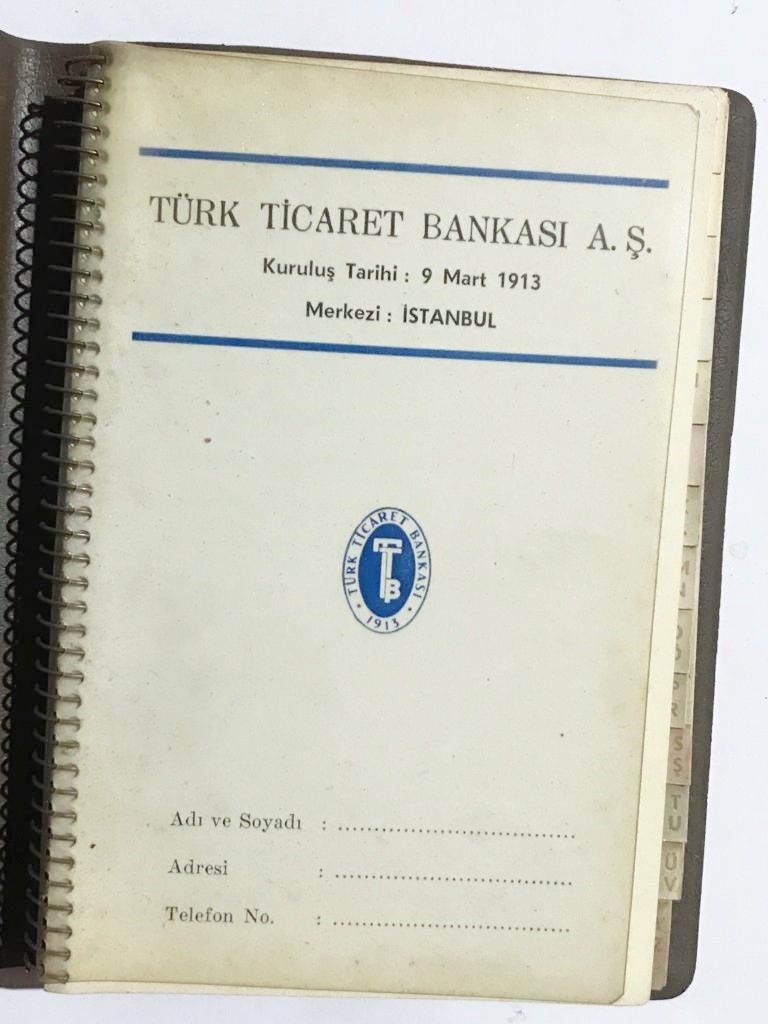 TÜRK TİCARET BANKASI A. Ş.
Kuruluş Tarihi : 9 Mart 1913
Merkezi : İSTANBUL
TÜRK TİCARET BANKASI
TB
1913
Adı ve Soyadı : ........................................
Adresi : ........................................
Telefon No. : ........................................
M
N
O
Ö
R
S
Ş
T
U
Ü
V